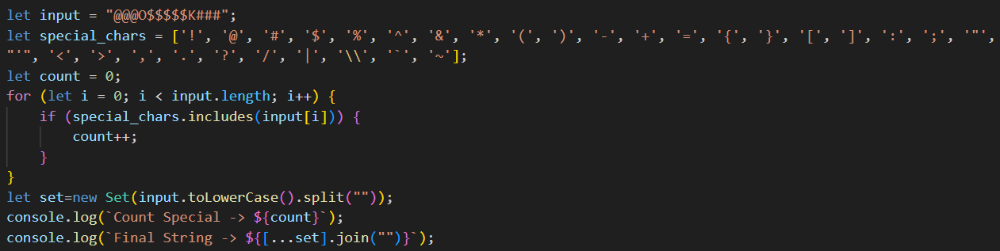 let input = "@@@O$$$$$K###";
let special_chars = ['!', '@', '#', '$', '%', '^', '&', '*', '(', ')', '-', '+', '=', '{', '}', '[', ']', ':', ';', '"',
"'", '<', '>', ',', '.', '?', '/', '|', '\\', '`', '~'];
let count = 0;
for (let i = 0; i < input.length; i++) {
    if (special_chars.includes(input[i])) {
        count++;
    }
}
let set=new Set(input.toLowerCase().split(""));
console.log(`Count Special -> ${count}`);
console.log(`Final String -> ${[...set].join("")}`);